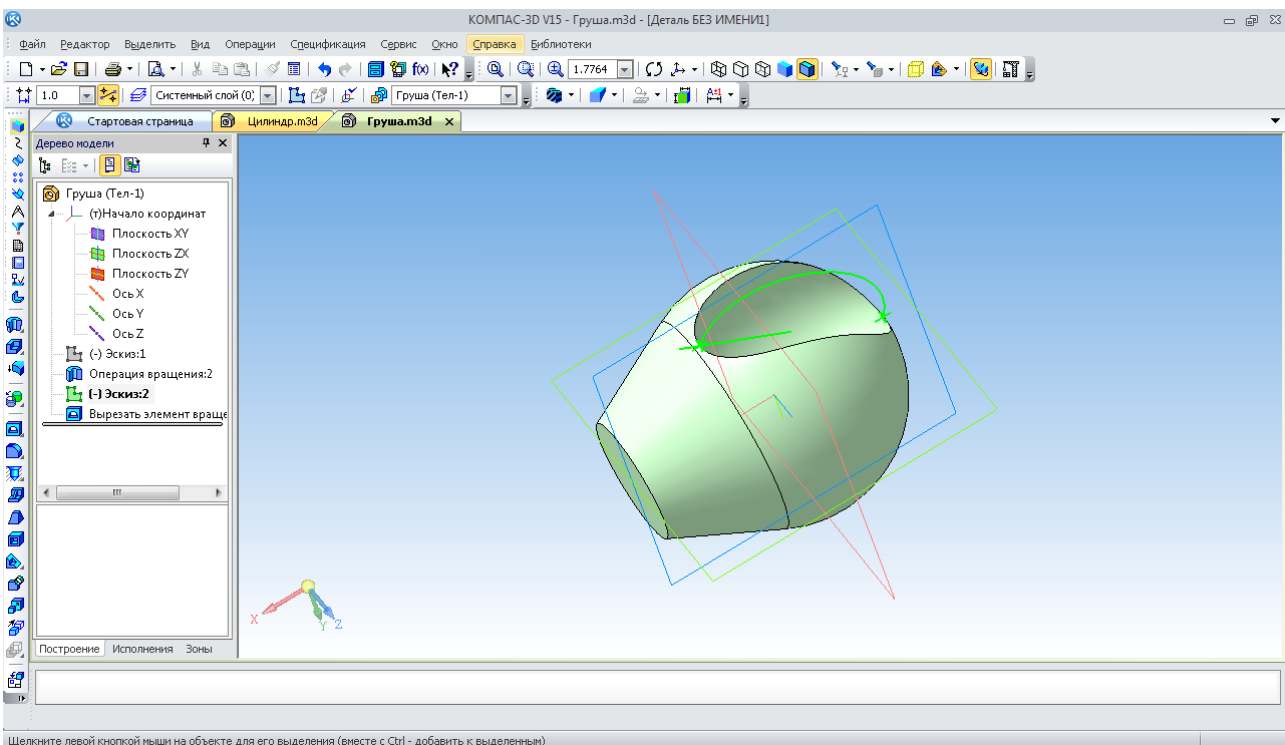 КОМПАС-3D V15 - Груша.m3d - [Деталь БЕЗ ИМЕНИ1]
Файл Редактор Выделить Вид Операции Спецификация Сервис Окно Справка Библиотеки
1.7764
1.0 Системный слой (0) Груша (Тел-1)
Стартовая страница Цилиндр.m3d Груша.m3d
Дерево модели
Груша (Тел-1)
(т)Начало координат
Плоскость XY
Плоскость ZX
Плоскость ZY
Ось X
Ось Y
Ось Z
(-) Эскиз:1
Операция вращения:2
(-) Эскиз:2
Вырезать элемент враще
X Y Z
Построение Исполнения Зоны
Щелкните левой кнопкой мыши на объекте для его выделения (вместе с Ctrl - добавить к выделенным)